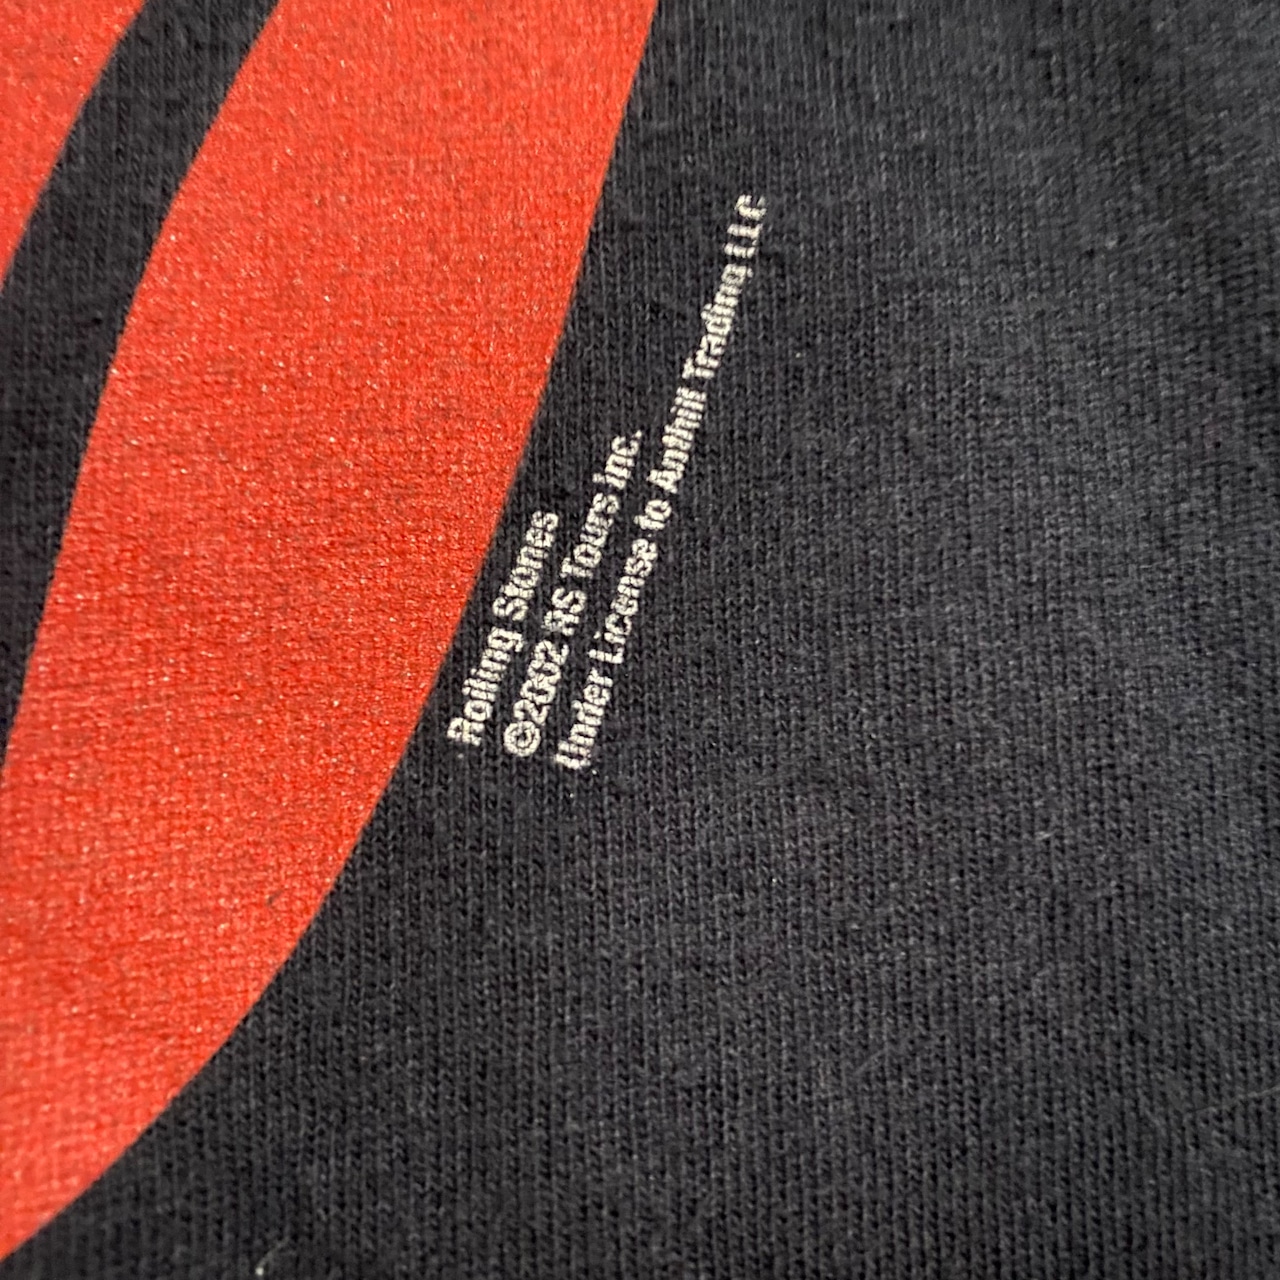 Rolling Stones
©2002 RS Tours Inc.
Under License to Anthill Trading LLC